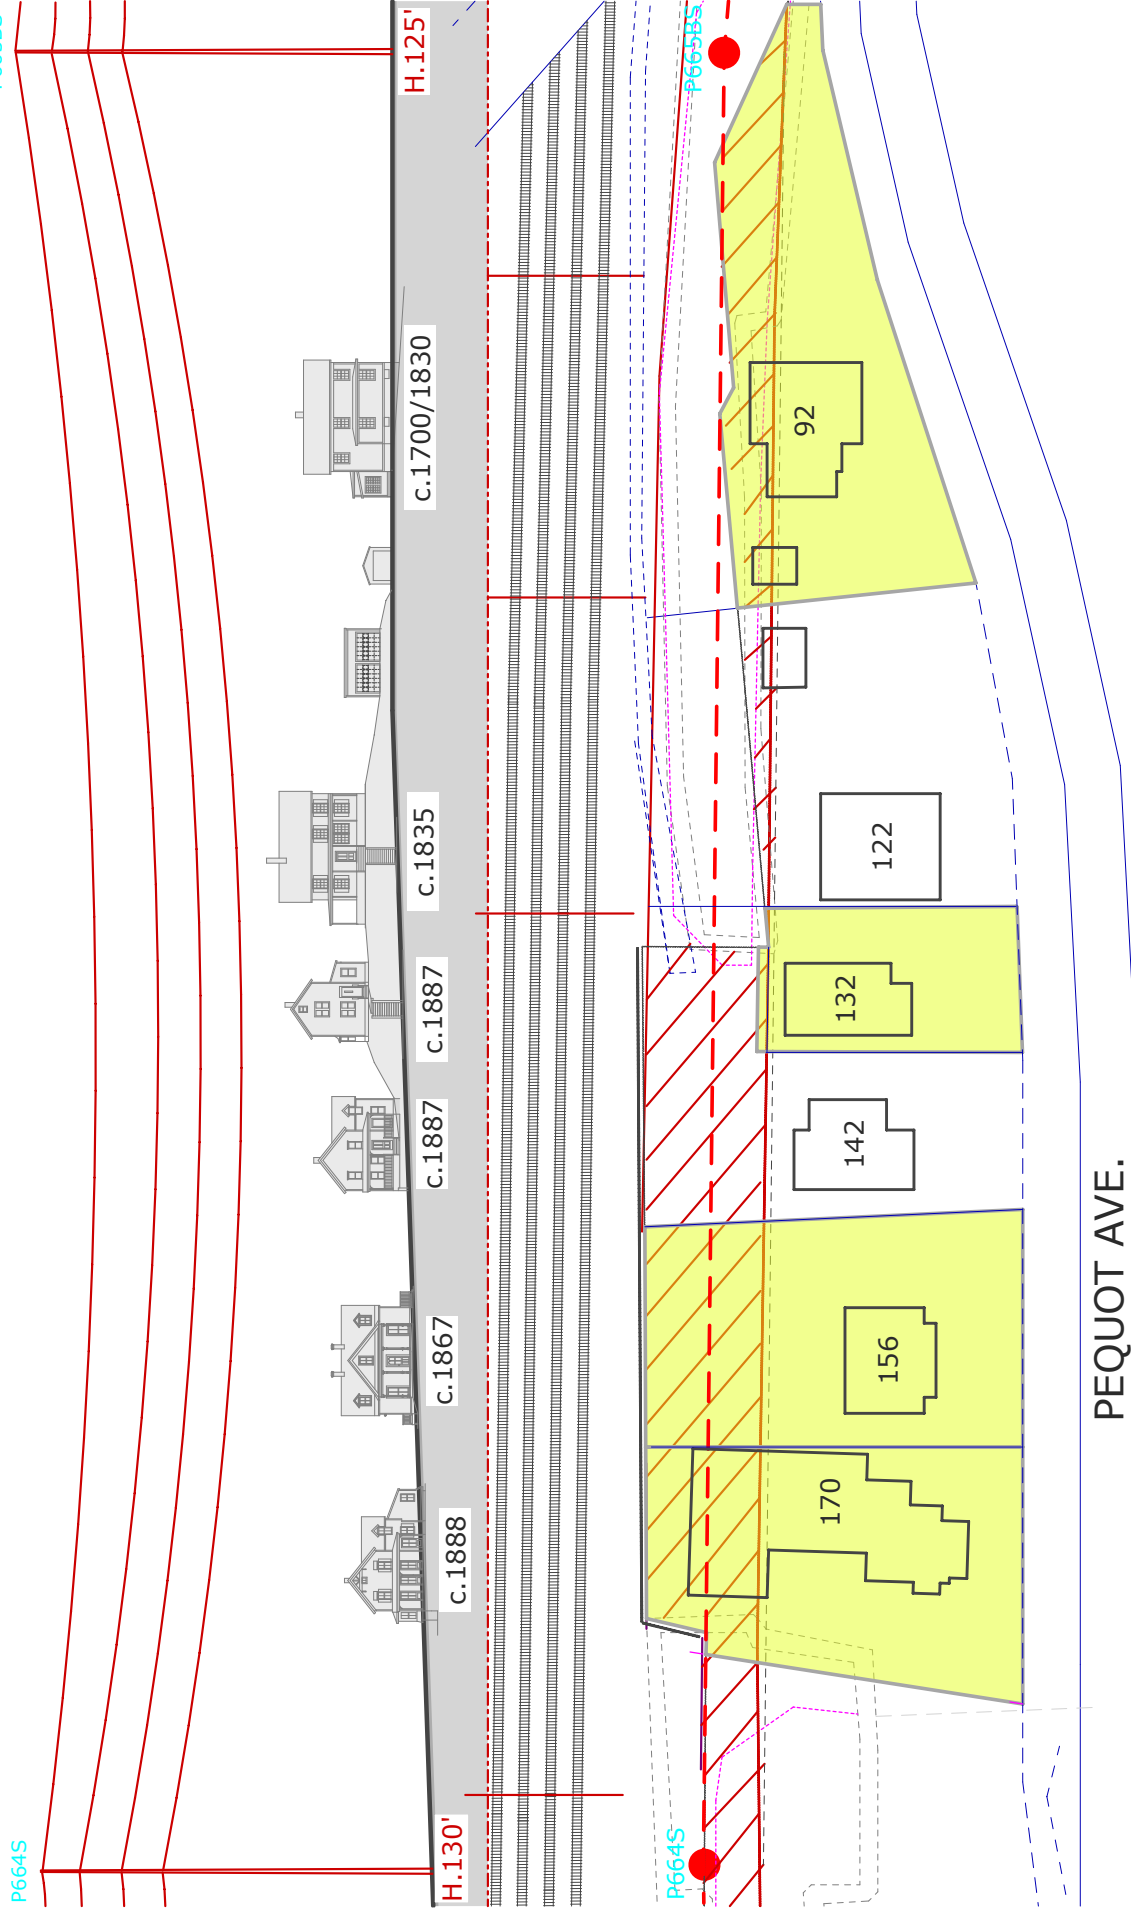 P664S
H.130'
c.1888
c.1867
c.1887
c.1887
c.1835
c.1700/1830
H.125'
P664S
P665BS
170
156
142
132
122
92
PEQUOT AVE.